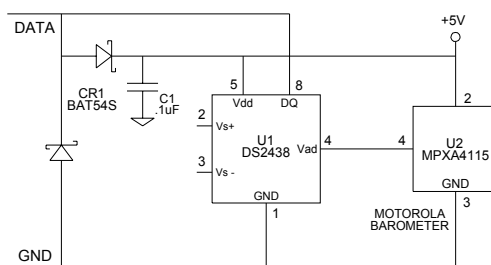 DATA
+5V
CR1
BAT54S
C1
.1uF
5
8
2
Vdd
DQ
2
Vs+
U1
DS2438
Vad
4
4
U2
MPXA4115
3
Vs -
GND
GND
1
3
MOTOROLA
BAROMETER
GND